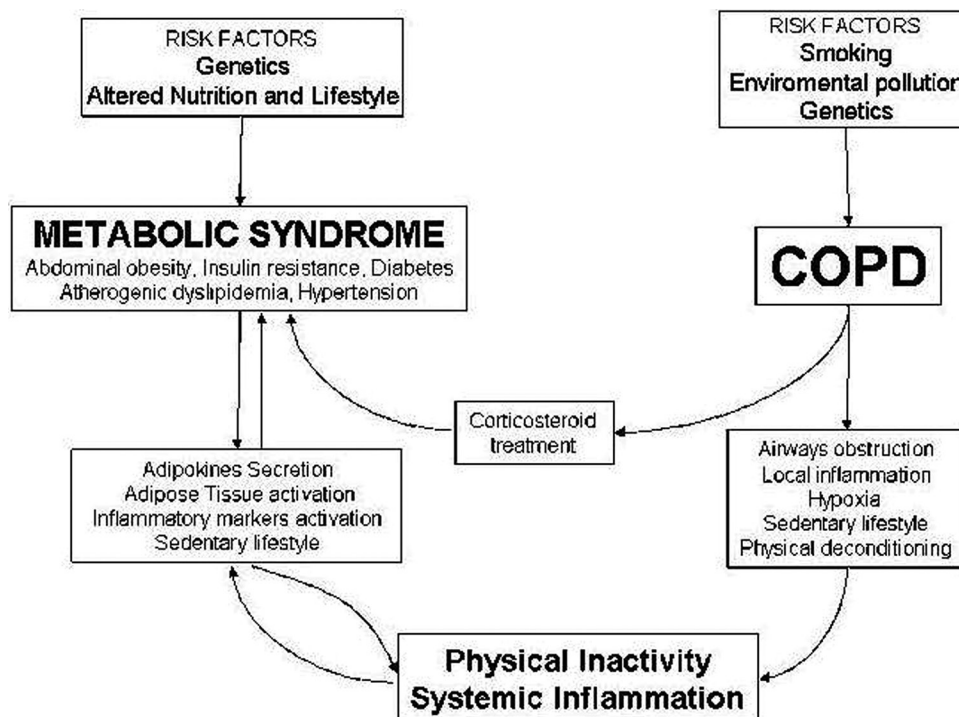 RISK FACTORS
Genetics
Altered Nutrition and Lifestyle
RISK FACTORS
Smoking
Enviromental pollution
Genetics
METABOLIC SYNDROME
Abdominal obesity, Insulin resistance, Diabetes
Atherogenic dyslipidemia, Hypertension
COPD
Corticosteroid
treatment
Adipokines Secretion
Adipose Tissue activation
Inflammatory markers activation
Sedentary lifestyle
Airways obstruction
Local inflammation
Hypoxia
Sedentary lifestyle
Physical deconditioning
Physical Inactivity
Systemic Inflammation